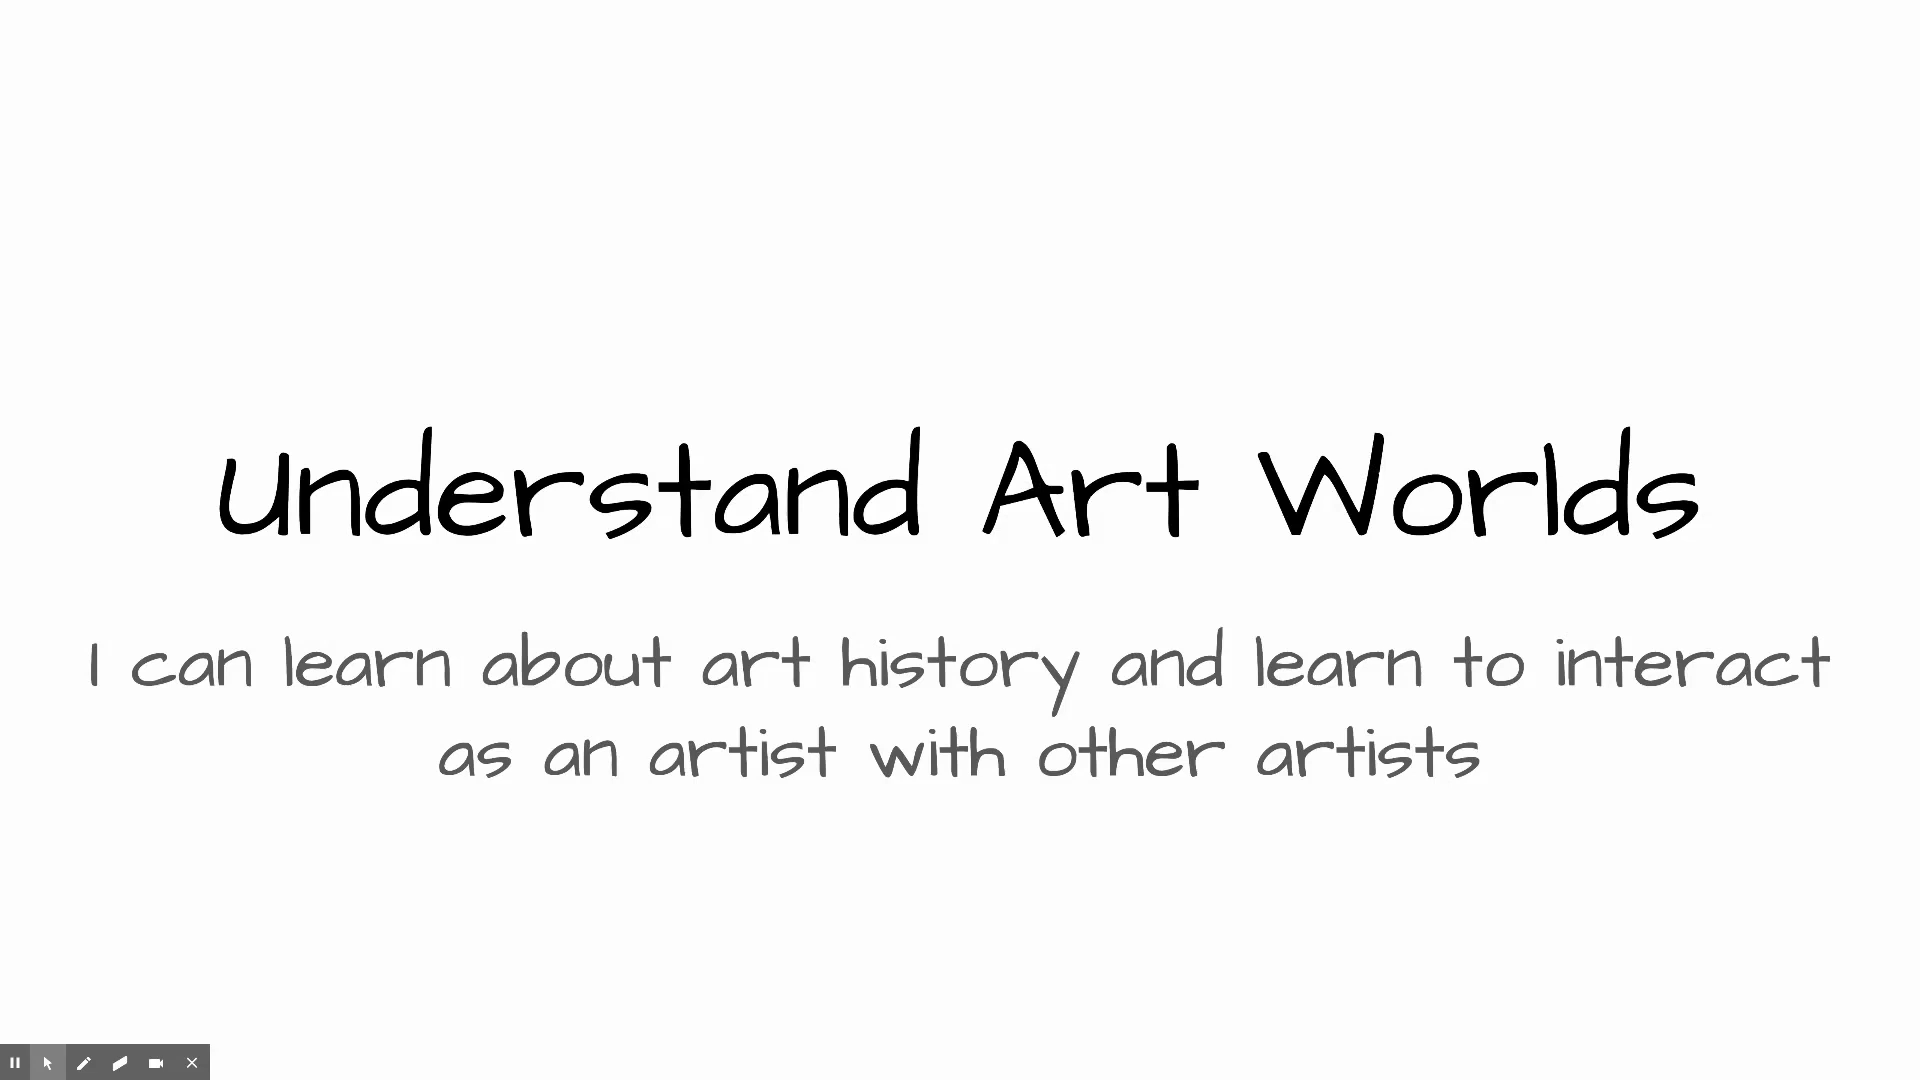 Understand Art Worlds
I can learn about art history and learn to interact
as an artist with other artists